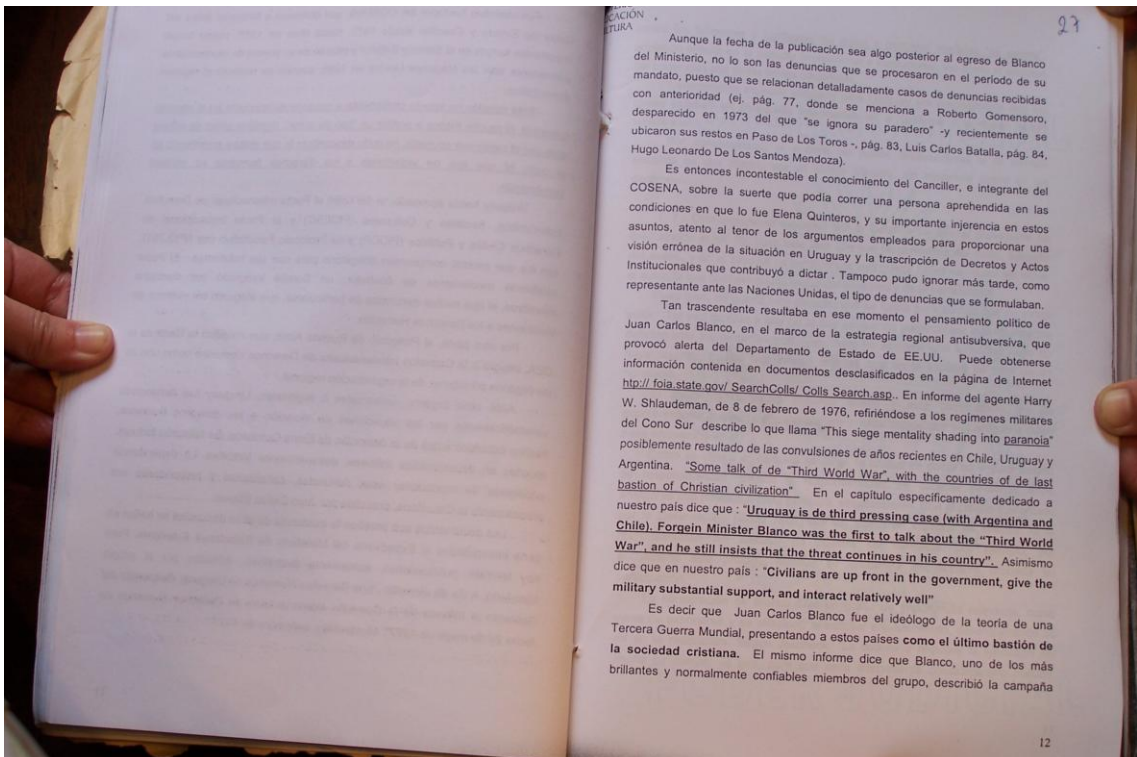 CACIÓN
LTURA
27
Aunque la fecha de la publicación sea algo posterior al egreso de Blanco
del Ministerio, no lo son las denuncias que se procesaron en el período de su
mandato, puesto que se relacionan detalladamente casos de denuncias recibidas
con anterioridad (ej. pág. 77, donde se menciona a Roberto Gomensoro,
desparecido en 1973 del que "se ignora su paradero" -y recientemente se
ubicaron sus restos en Paso de Los Toros -, pág. 83, Luis Carlos Batalla, pág. 84,
Hugo Leonardo De Los Santos Mendoza).
Es entonces incontestable el conocimiento del Canciller, e integrante del
COSENA, sobre la suerte que podía correr una persona aprehendida en las
condiciones en que lo fue Elena Quinteros, y su importante injerencia en estos
asuntos, atento al tenor de los argumentos empleados para proporcionar una
visión errónea de la situación en Uruguay y la trascripción de Decretos y Actos
Institucionales que contribuyó a dictar . Tampoco pudo ignorar más tarde, como
representante ante las Naciones Unidas, el tipo de denuncias que se formulaban.
Tan trascendente resultaba en ese momento el pensamiento político de
Juan Carlos Blanco, en el marco de la estrategia regional antisubversiva, que
provocó alerta del Departamento de Estado de EE.UU. Puede obtenerse
información contenida en documentos desclasificados en la página de Internet
htp:// foia.state.gov/ SearchColls/ Colls Search.asp.. En informe del agente Harry
W. Shlaudeman, de 8 de febrero de 1976, refiriéndose a los regímenes militares
del Cono Sur describe lo que llama "This siege mentality shading into paranoia"
posiblemente resultado de las convulsiones de años recientes en Chile, Uruguay y
Argentina. "Some talk of de "Third World War", with the countries of de last
bastion of Christian civilization" En el capítulo específicamente dedicado a
nuestro país dice que : "Uruguay is de third pressing case (with Argentina and
Chile). Forgein Minister Blanco was the first to talk about the "Third World
War", and he still insists that the threat continues in his country". Asimismo
dice que en nuestro país : "Civilians are up front in the government, give the
military substantial support, and interact relatively well"
Es decir que Juan Carlos Blanco fue el ideólogo de la teoría de una
Tercera Guerra Mundial, presentando a estos países como el último bastión de
la sociedad cristiana. El mismo informe dice que Blanco, uno de los más
brillantes y normalmente confiables miembros del grupo, describió la campaña
12